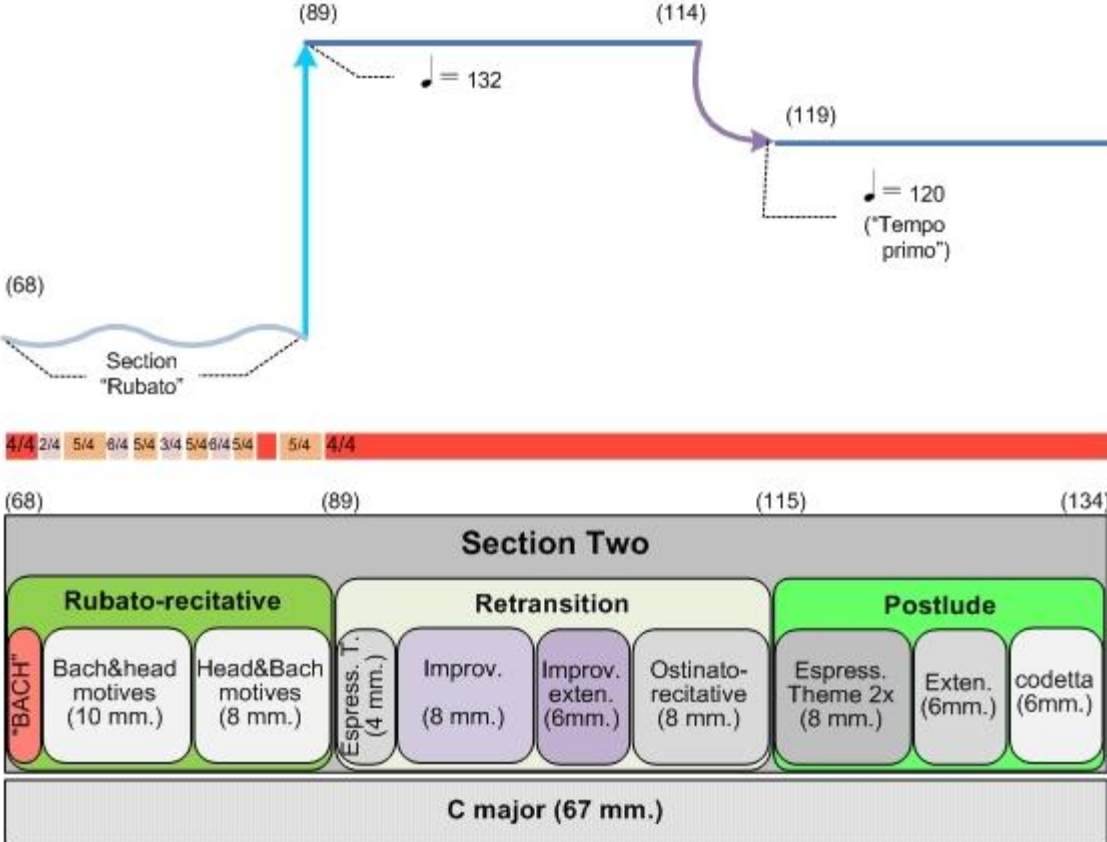 (89)
(114)
♩= 132
(119)
♩= 120
("Tempo
primo")
(68)
Section
"Rubato"
4/4 2/4 5/4 6/4 5/4 3/4 5/4 6/4 5/4 5/4 4/4
(68) (89) (115) (134)
Section Two
Rubato-recitative
Retransition
Postlude
"BACH"
Bach&head
motives
(10 mm.)
Head&Bach
motives
(8 mm.)
Espress. T.
(4 mm.)
Improv.
(8 mm.)
Improv.
exten.
(6mm.)
Ostinato-
recitative
(8 mm.)
Espress.
Theme 2x
(8 mm.)
Exten.
(6mm.)
codetta
(6mm.)
C major (67 mm.)